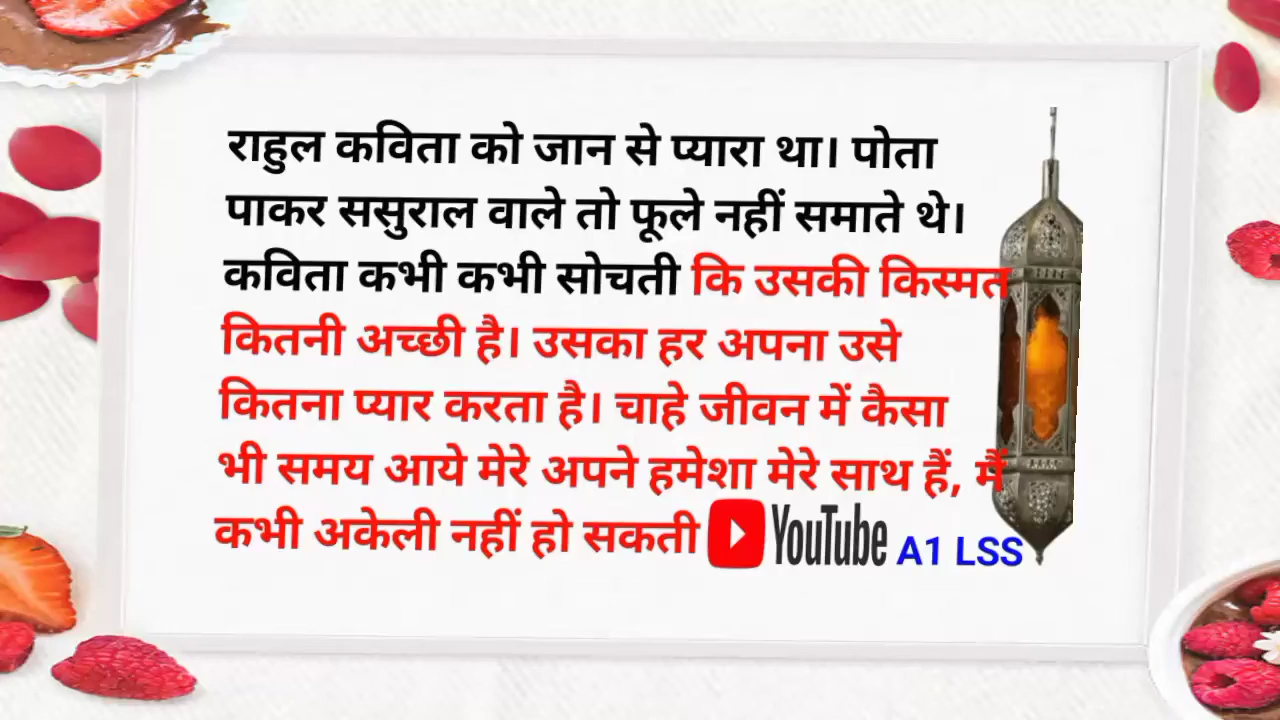 राहुल कविता को जान से प्यारा था। पोता
पाकर ससुराल वाले तो फूले नहीं समाते थे।
कविता कभी कभी सोचती कि उसकी किस्मत
कितनी अच्छी है। उसका हर अपना उसे
कितना प्यार करता है। चाहे जीवन में कैसा
भी समय आये मेरे अपने हमेशा मेरे साथ हैं, मैं
कभी अकेली नहीं हो सकती YouTube A1 LSS